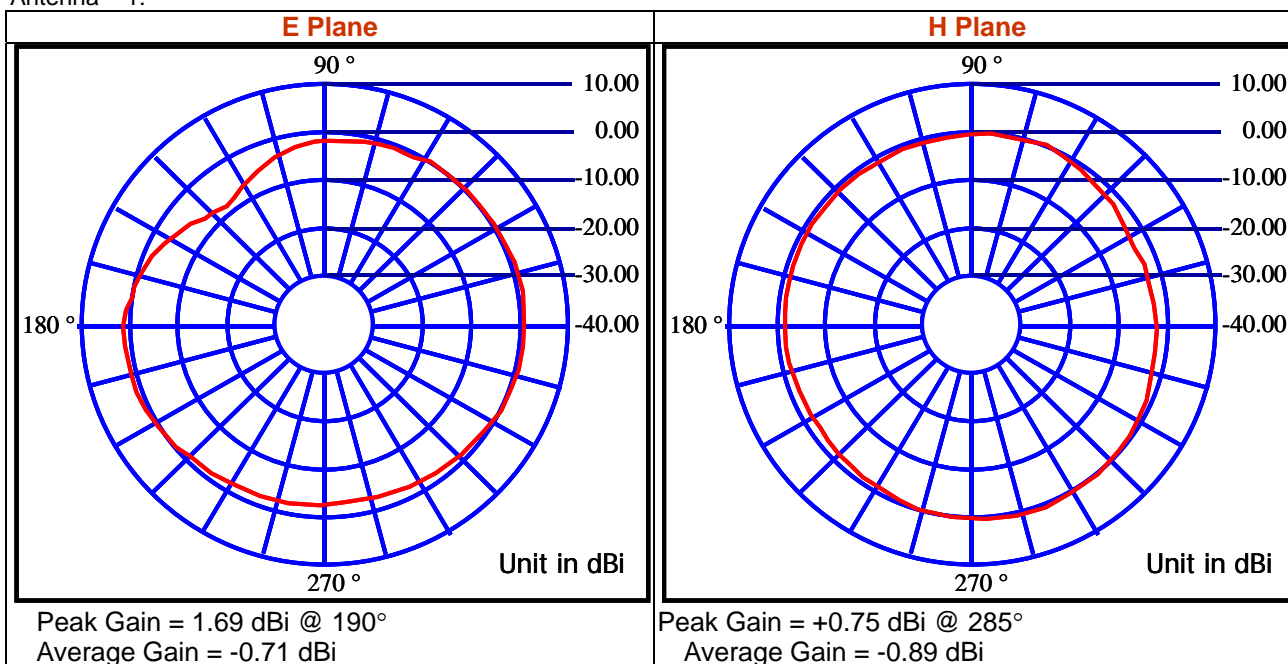 Antenna 1.
E Plane
H Plane
90 °
10.00
0.00
-10.00
-20.00
-30.00
-40.00
180 °
270 °
Unit in dBi
90 °
10.00
0.00
-10.00
-20.00
-30.00
-40.00
180 °
270 °
Unit in dBi
Peak Gain = 1.69 dBi @ 190°
Average Gain = -0.71 dBi
Peak Gain = +0.75 dBi @ 285°
Average Gain = -0.89 dBi